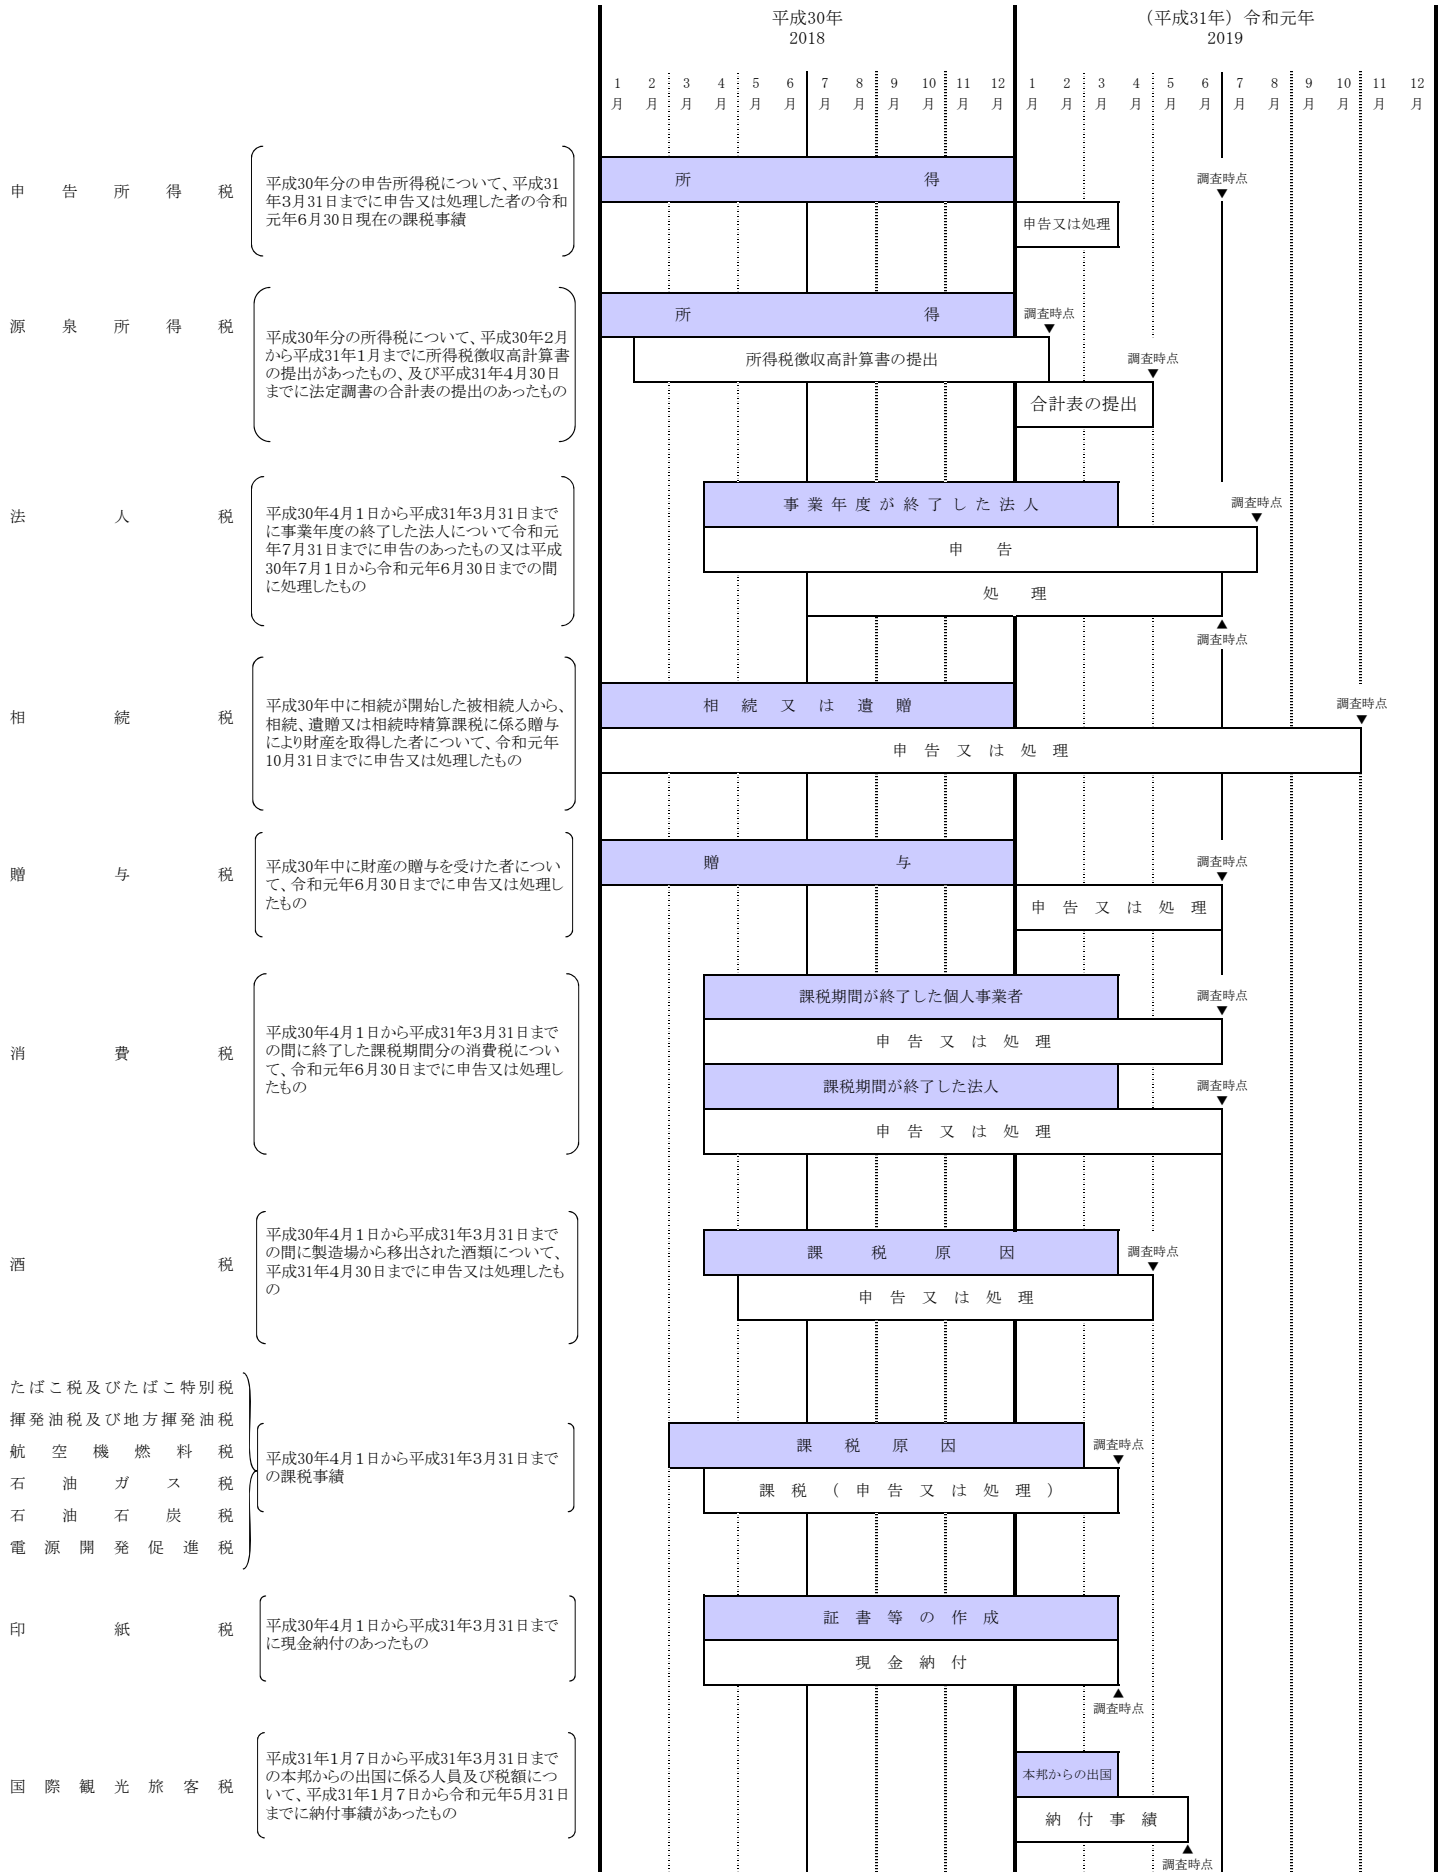 平成30年
2018
（平成31年）令和元年
2019
1月 2月 3月 4月 5月 6月 7月 8月 9月 10月 11月 12月 1月 2月 3月 4月 5月 6月 7月 8月 9月 10月 11月 12月
申告所得税
平成30年分の申告所得税について、平成31
年3月31日までに申告又は処理した者の令和
元年6月30日現在の課税事績
所得
調査時点
申告又は処理
源泉所得税
平成30年分の所得税について、平成30年2月
から平成31年1月までに所得税徴収高計算書
の提出があったもの、及び平成31年4月30日
までに法定調書の合計表の提出のあったもの
所得
調査時点
所得税徴収高計算書の提出
調査時点
合計表の提出
法人税
平成30年4月1日から平成31年3月31日まで
に事業年度の終了した法人について令和元
年7月31日までに申告のあったもの又は平成
30年7月1日から令和元年6月30日までの間
に処理したもの
事業年度が終了した法人
調査時点
申告
処理
調査時点
相続税
平成30年中に相続が開始した被相続人から、
相続、遺贈又は相続時精算課税に係る贈与
により財産を取得した者について、令和元年
10月31日までに申告又は処理したもの
相続又は遺贈
調査時点
申告又は処理
贈与税
平成30年中に財産の贈与を受けた者につい
て、令和元年6月30日までに申告又は処理し
たもの
贈与
調査時点
申告又は処理
消費税
平成30年4月1日から平成31年3月31日まで
の間に終了した課税期間分の消費税につい
て、令和元年6月30日までに申告又は処理し
たもの
課税期間が終了した個人事業者
調査時点
申告又は処理
課税期間が終了した法人
調査時点
申告又は処理
酒税
平成30年4月1日から平成31年3月31日まで
の間に製造場から移出された酒類について、
平成31年4月30日までに申告又は処理したも
の
課税原因
調査時点
申告又は処理
たばこ税及びたばこ特別税
揮発油税及び地方揮発油税
航空機燃料税
石油ガス税
石油石炭税
電源開発促進税
平成30年4月1日から平成31年3月31日まで
の課税事績
課税原因
調査時点
課税（申告又は処理）
印紙税
平成30年4月1日から平成31年3月31日まで
に現金納付のあったもの
証書等の作成
現金納付
調査時点
国際観光旅客税
平成31年1月7日から平成31年3月31日まで
の本邦からの出国に係る人員及び税額につ
いて、平成31年1月7日から令和元年5月31日
までに納付事績があったもの
本邦からの出国
納付事績
調査時点